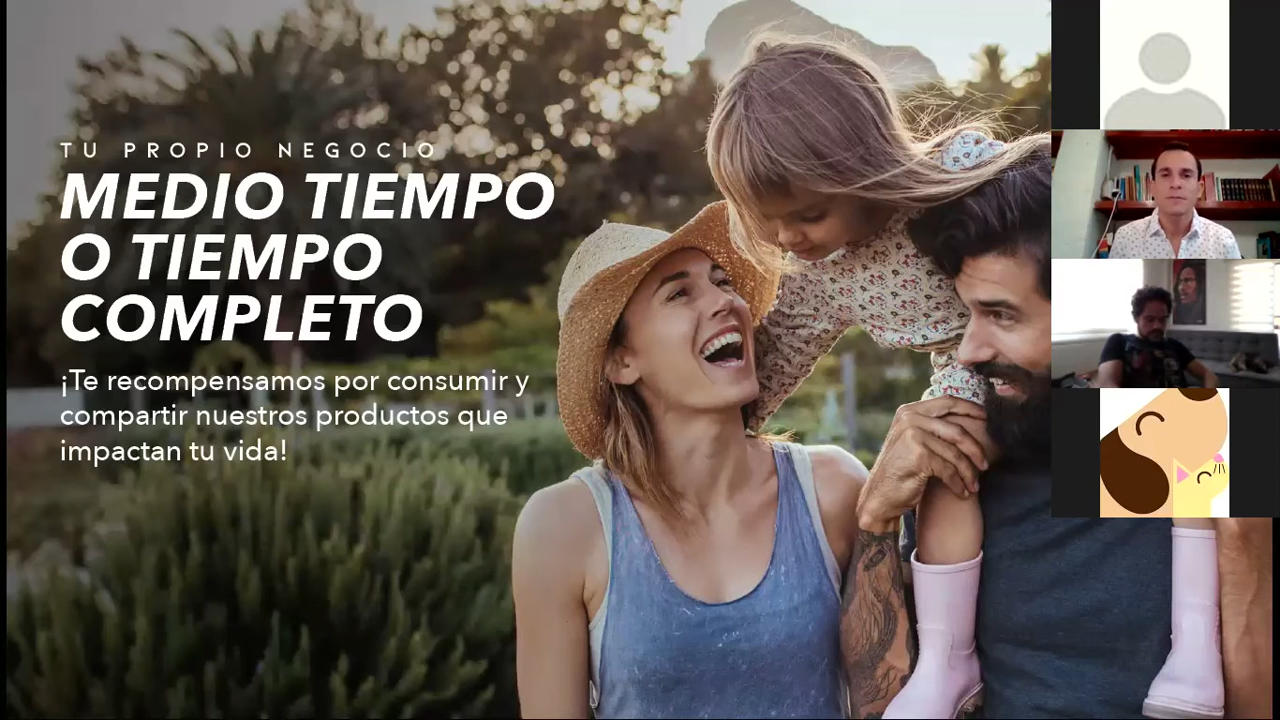 TU PROPIO NEGOCIO
MEDIO TIEMPO
O TIEMPO
COMPLETO
¡Te recompensamos por consumir y
compartir nuestros productos que
impactan tu vida!